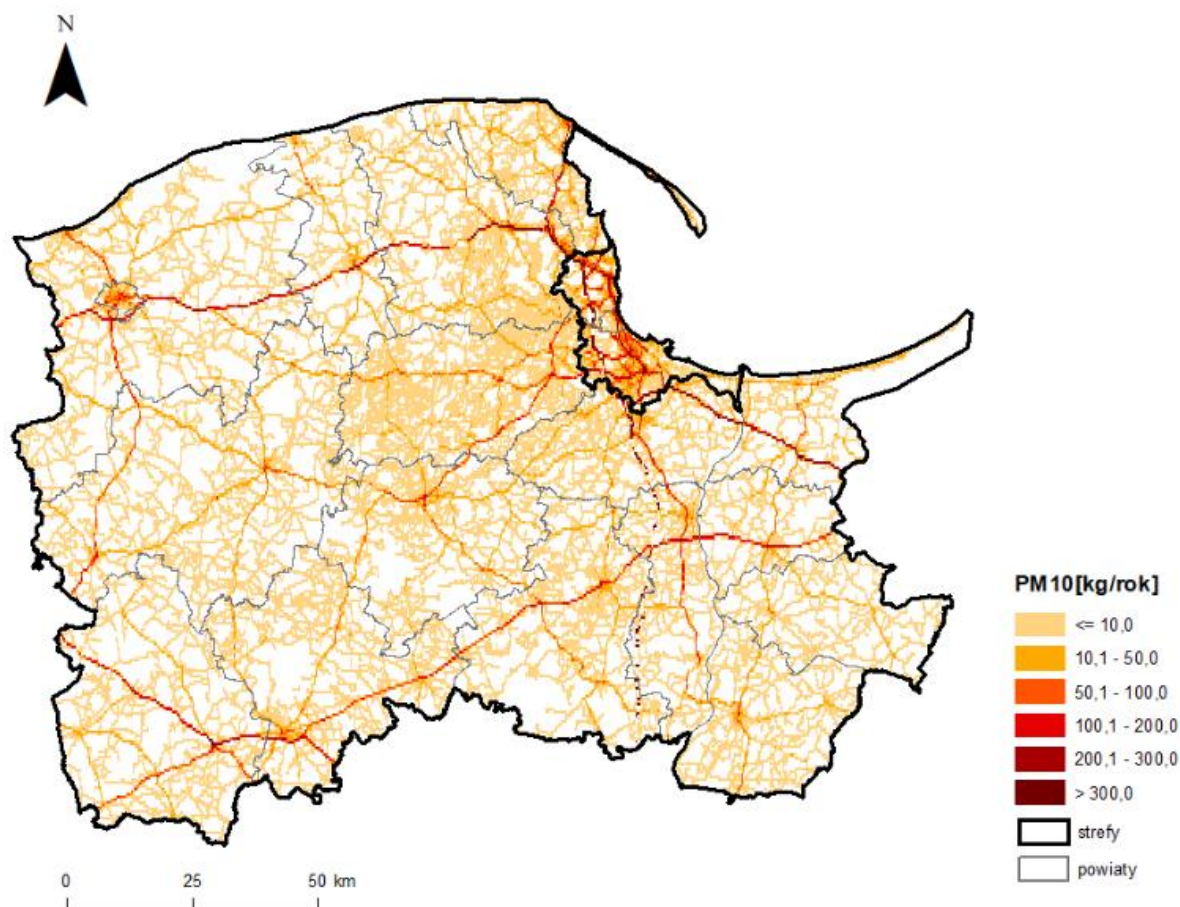 N
PM10[kg/rok]
<= 10,0
10,1 - 50,0
50,1 - 100,0
100,1 - 200,0
200,1 - 300,0
> 300,0
strefy
powiaty
0 25 50 km